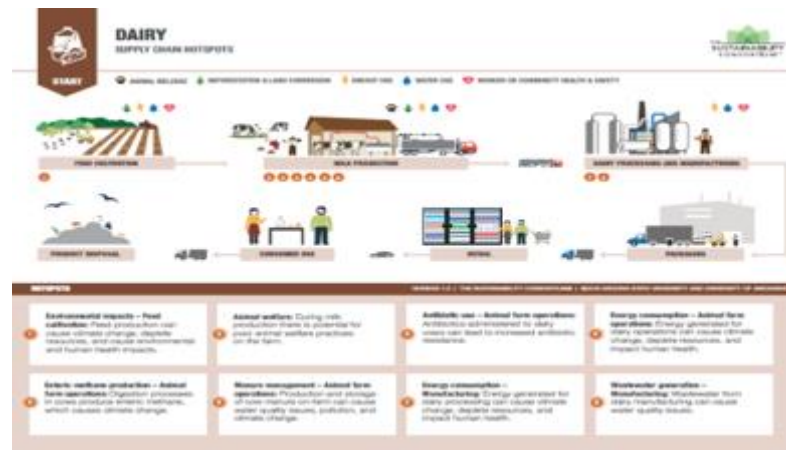 DAIRY
SUPPLY CHAIN HOTSPOTS
THE
SUSTAINABILITY
CONSORTIUM
START
ANIMAL WELFARE
DEFORESTATION & LAND CONVERSION
ENERGY USE
WATER USE
WORKER OR COMMUNITY HEALTH & SAFETY
FEED CULTIVATION
MILK PRODUCTION
DAIRY PROCESSING AND MANUFACTURING
PRODUCT DISPOSAL
CONSUMER USE
RETAIL
PACKAGING
HOTSPOTS
THE SUSTAINABILITY CONSORTIUM
Environmental impacts – Feed
cultivation: Feed production can
cause climate change, deplete
resources, and cause environmental
and human health impacts.
Animal welfare: During milk
production there is potential for
poor animal welfare practices
on the farm.
Antibiotic use – Animal farm operations:
Antibiotics administered to dairy
cows can lead to increased antibiotic
resistance.
Energy consumption – Animal farm
operations: Energy generated for
dairy operations can cause climate
change, deplete resources, and
impact human health.
Enteric methane production – Animal
farm operations: Digestion processes
in cows produce enteric methane,
which causes climate change.
Manure management – Animal farm
operations: Production and storage
of cow manure on-farm can cause
water quality issues, pollution, and
climate change.
Energy consumption –
Manufacturing: Energy generated for
dairy processing can cause climate
change, deplete resources, and
impact human health.
Wastewater generation –
Manufacturing: Wastewater from
dairy manufacturing can cause
water quality issues.